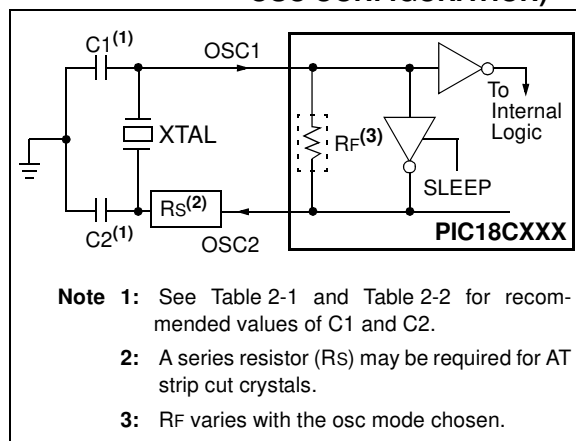 C1(1)
OSC1
To
Internal
Logic
XTAL
RF(3)
SLEEP
RS(2)
C2(1)
OSC2
PIC18CXXX
Note 1: See Table 2-1 and Table 2-2 for recom-
mended values of C1 and C2.
2: A series resistor (RS) may be required for AT
strip cut crystals.
3: RF varies with the osc mode chosen.